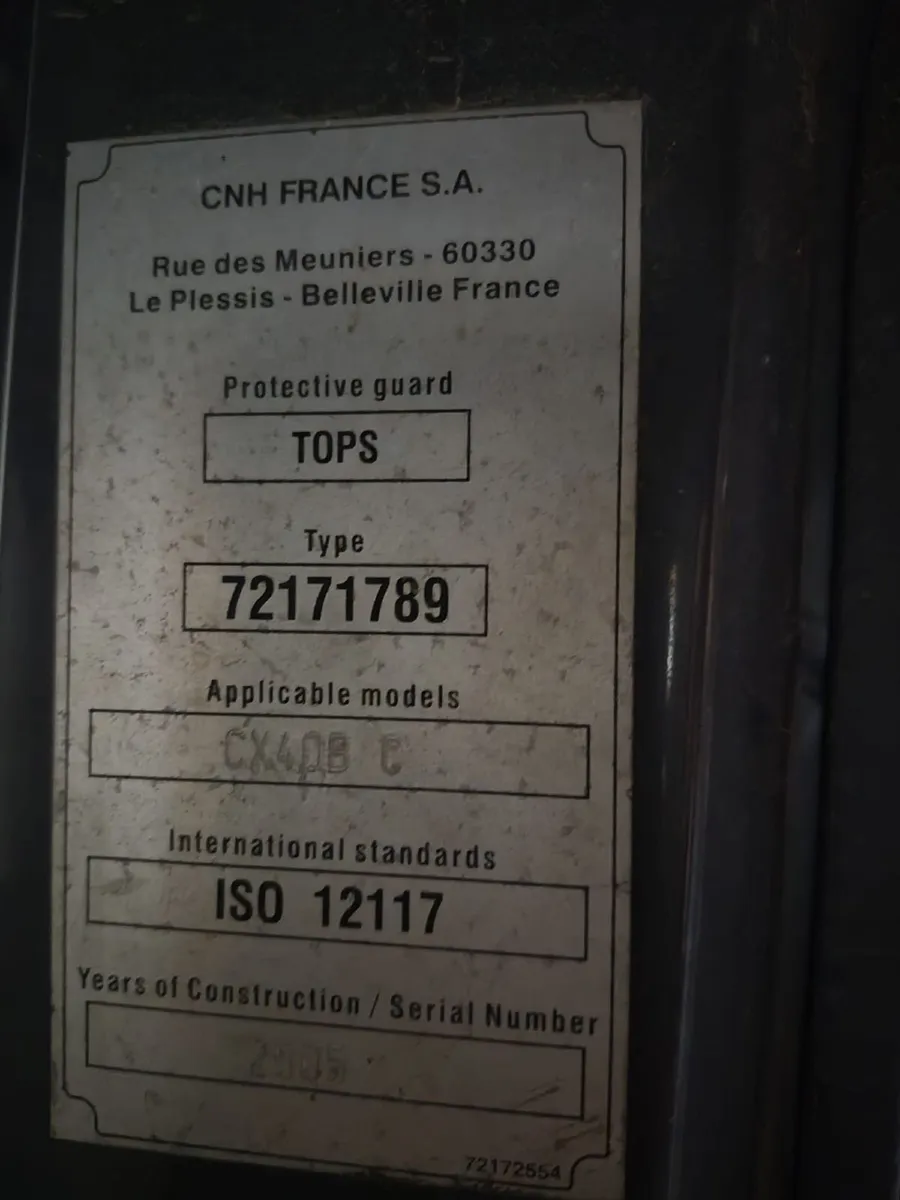 CNH FRANCE S.A.
Rue des Meuniers - 60330
Le Plessis - Belleville France
Protective guard
TOPS
Type
72171789
Applicable models
International standards
ISO 12117
Years of Construction / Serial Number
72172554